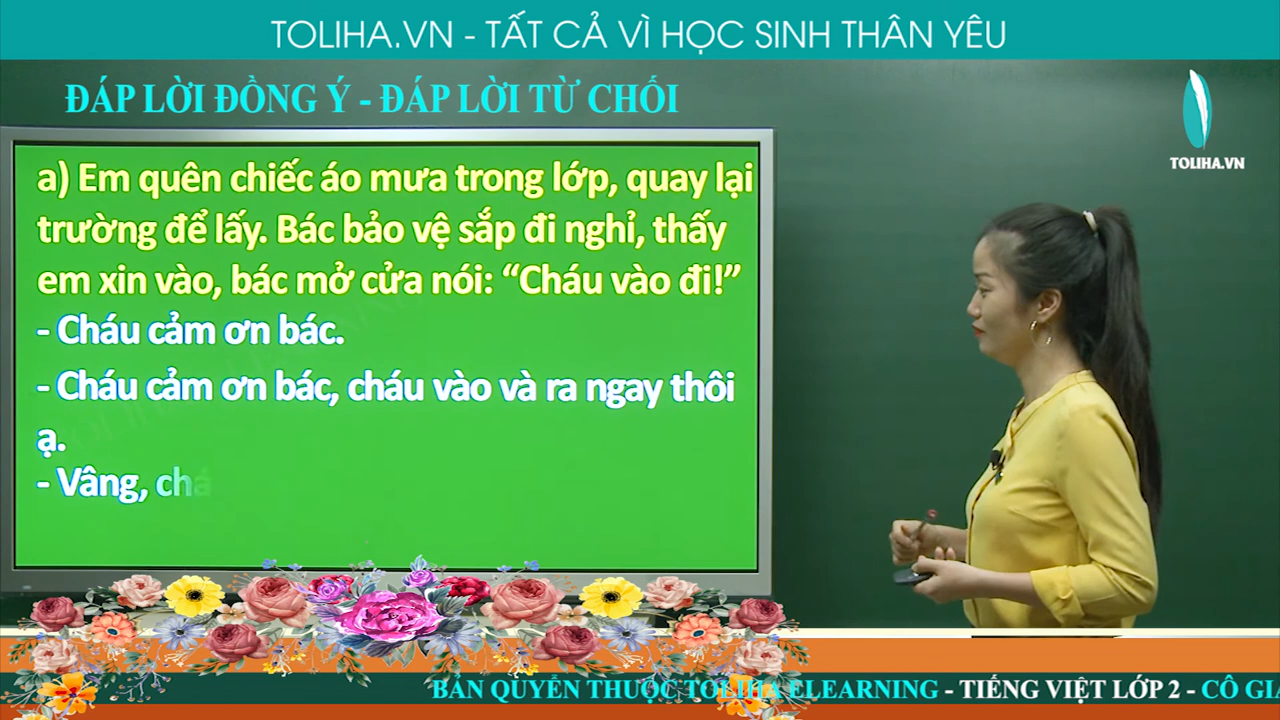 TOLIHA.VN - TẤT CẢ VÌ HỌC SINH THÂN YÊU
ĐÁP LỜI ĐỒNG Ý - ĐÁP LỜI TỪ CHỐI
TOLIHA.VN
a) Em quên chiếc áo mưa trong lớp, quay lại
trường để lấy. Bác bảo vệ sắp đi nghỉ, thấy
em xin vào, bác mở cửa nói: “Cháu vào đi!”
- Cháu cảm ơn bác.
- Cháu cảm ơn bác, cháu vào và ra ngay thôi
ạ.
- Vâng, chá
BẢN QUYỂN THUỘC TOLIHA ELEARNING - TIẾNG VIỆT LỚP 2 - CÔ GIÁ